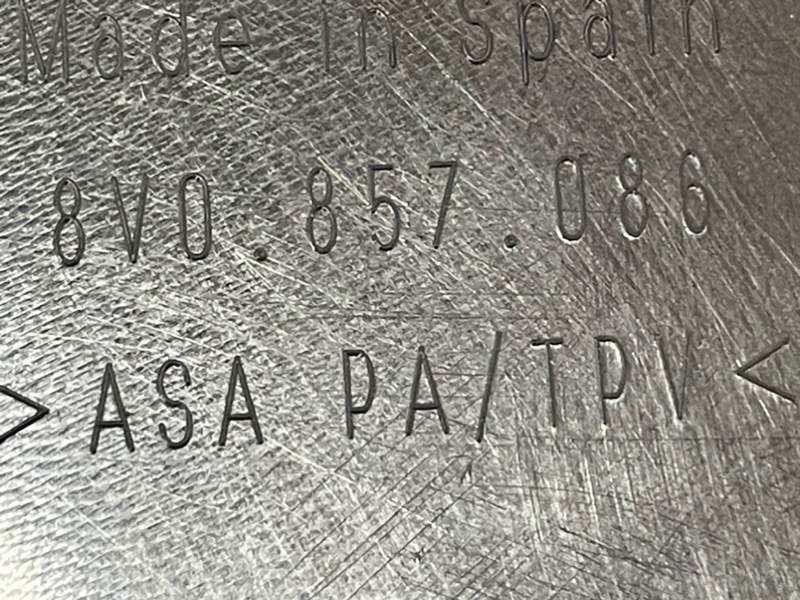 Made in Spain
8V0.857.086
>ASA PA/TPV<